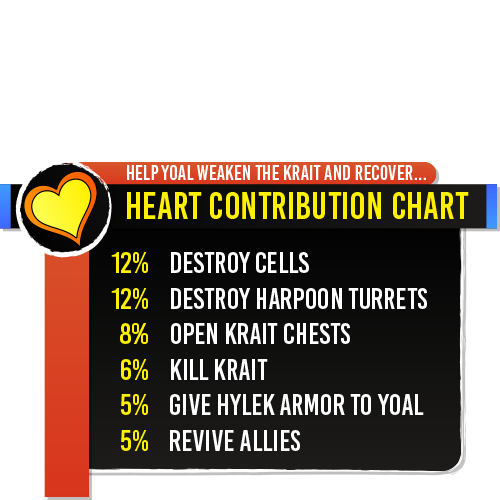 HELP YOAL WEAKEN THE KRAIT AND RECOVER...
HEART CONTRIBUTION CHART
12% DESTROY CELLS
12% DESTROY HARPOON TURRETS
8% OPEN KRAIT CHESTS
6% KILL KRAIT
5% GIVE HYLEK ARMOR TO YOAL
5% REVIVE ALLIES